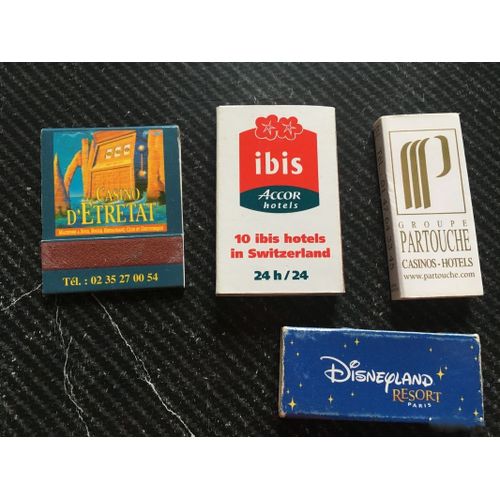 CASINO
D'ETRETAT
Tél. : 02 35 27 00 54
ibis
ACCOR
hotels
10 ibis hotels
in Switzerland
24 h / 24
GROUPE
PARTOUCHE
CASINOS - HOTELS
www.partouche.com
DISNEYLAND
RESORT
PARIS